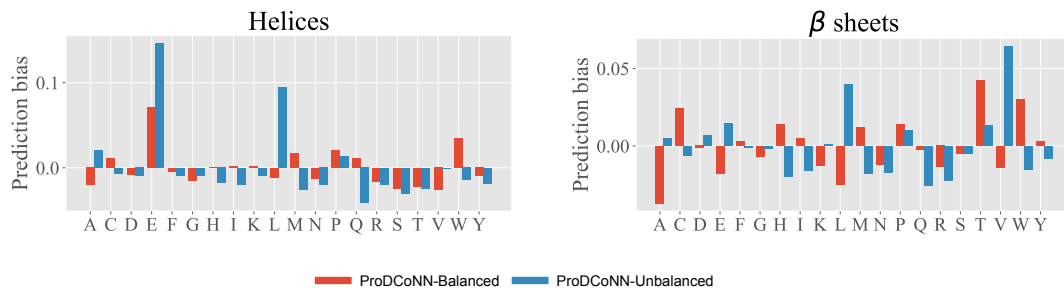 Helices
Prediction bias
0.1
0.0
A C D E F G H I K L M N P Q R S T V W Y
β sheets
Prediction bias
0.05
0.00
A C D E F G H I K L M N P Q R S T V W Y
ProDCoNN-Balanced ProDCoNN-Unbalanced